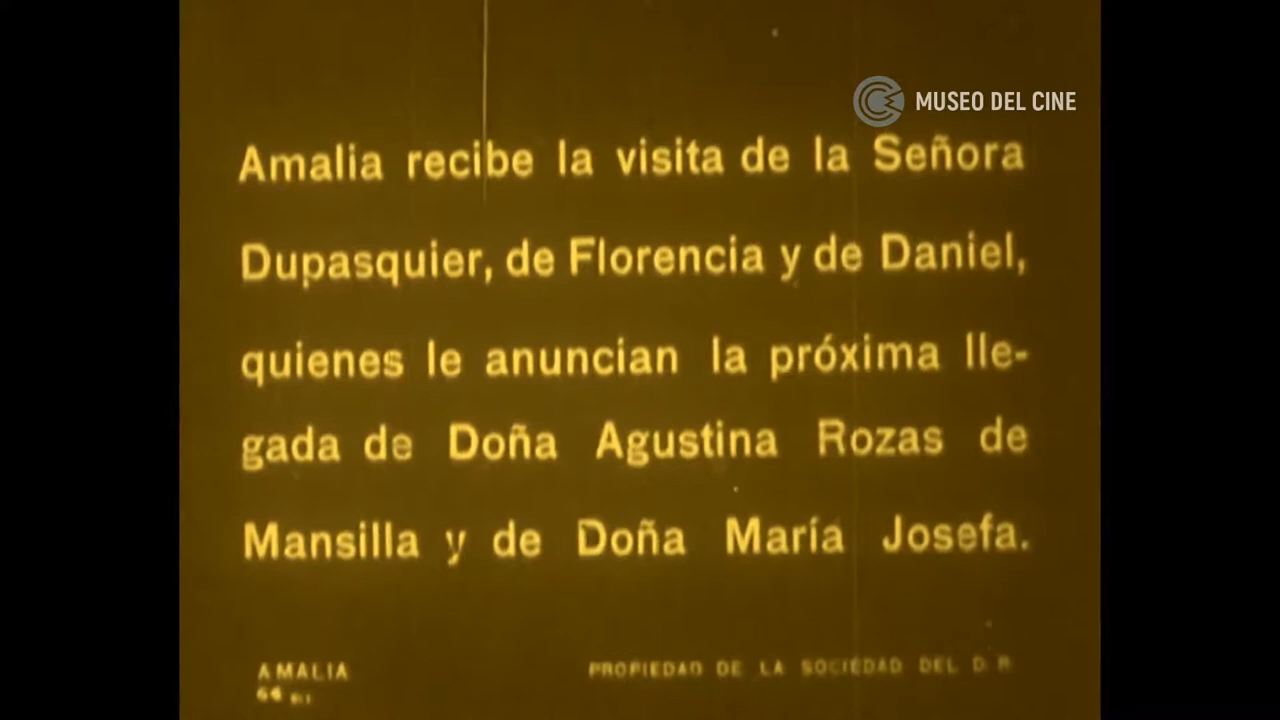 MUSEO DEL CINE
Amalia recibe la visita de la Señora
Dupasquier, de Florencia y de Daniel,
quienes le anuncian la próxima lle-
gada de Doña Agustina Rozas de
Mansilla y de Doña María Josefa.
AMALIA
PROPIEDAD DE LA SOCIEDAD DEL D. P.
64